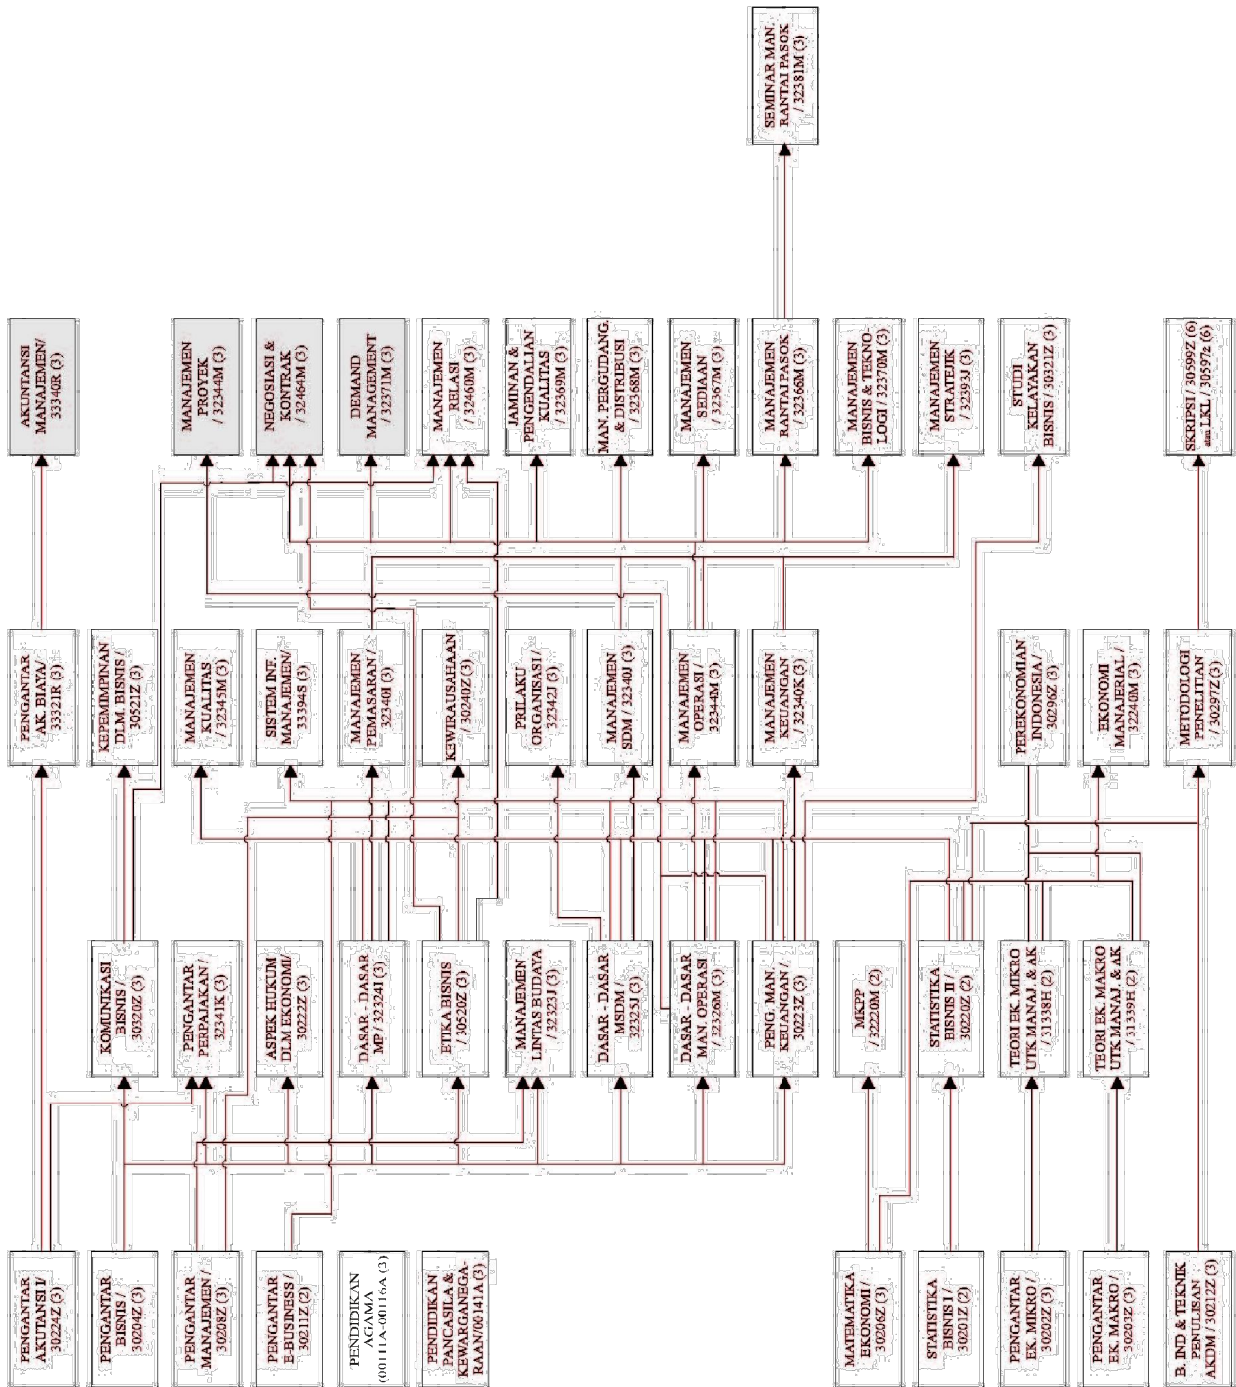 SEMINAR MAN.
RANTAI PASOK
/ 32381M (3)
AKUNTANSI
MANAJEMEN/
33340R (3)
MANAJEMEN
PROYEK
/ 32344M (3)
NEGOSIASI &
KONTRAK
/ 32464M (3)
DEMAND
MANAGEMENT
/ 32371M (3)
MANAJEMEN
RELASI
/ 32460M (3)
JAMINAN &
PENGENDALIAN
KUALITAS
/ 32369M (3)
MAN. PERGUDANG.
& DISTRIBUSI
/ 32368M (3)
MANAJEMEN
SEDIAAN
/ 32367M (3)
MANAJEMEN
RANTAI PASOK
/ 32366M (3)
MANAJEMEN
BISNIS & TEKNO-
LOGI / 32370M (3)
MANAJEMEN
STRATEJIK
/ 32393J (3)
STUDI
KELAYAKAN
BISNIS / 30321Z (3)
SKRIPSI / 30599Z (6)
atau LKL / 30597z (6)
PENGANTAR
AK. BIAYA/
33321R (3)
KEPEMIMPINAN
DLM. BISNIS /
30521Z (3)
MANAJEMEN
KUALITAS
/ 32345M (3)
SISTEM INF.
MANAJEMEN/
33394S (3)
MANAJEMEN
PEMASARAN /
32340I (3)
KEWIRAUSAHAAN
/ 30240Z (3)
PRILAKU
ORGANISASI /
32342J (3)
MANAJEMEN
SDM / 32340J (3)
MANAJEMEN
OPERASI /
32344M (3)
MANAJEMEN
KEUANGAN
/ 32340K (3)
PEREKONOMIAN
INDONESIA /
30296Z (3)
EKONOMI
MANAJERIAL /
32240M (3)
METODOLOGI
PENELITIAN
/ 30297Z (3)
KOMUNIKASI
BISNIS /
30320Z (3)
PENGANTAR
PERPAJAKAN /
32341K (3)
ASPEK HUKUM
DLM EKONOMI/
30222Z (3)
DASAR - DASAR
MP / 32324I (3)
ETIKA BISNIS
/ 30520Z (3)
MANAJEMEN
LINTAS BUDAYA
/ 32323J (3)
DASAR - DASAR
MSDM /
32323J (3)
DASAR - DASAR
MAN. OPERASI
/ 32326M (3)
PENG. MAN.
KEUANGAN /
30223Z (3)
MKPP
/ 32220M (2)
STATISTIKA
BISNIS II /
30220Z (2)
TEORI EK. MIKRO
UTK MANAJ. & AK
/ 31338H (2)
TEORI EK. MAKRO
UTK MANAJ. & AK
/ 31339H (2)
PENGANTAR
AKUTANSI I/
30224Z (3)
PENGANTAR
BISNIS /
30204Z (3)
PENGANTAR
MANAJEMEN /
30208Z (3)
PENGANTAR
E-BUSINESS /
30211Z (2)
PENDIDIKAN
AGAMA
(00111A-00116A (3)
PENDIDIKAN
PANCASILA &
KEWARGANEGA-
RAAN/00141A (3)
MATEMATIKA
EKONOMI /
30206Z (3)
STATISTIKA
BISNIS I /
30201Z (2)
PENGANTAR
EK. MIKRO /
30202Z (3)
PENGANTAR
EK. MAKRO /
30203Z (3)
B. IND & TEKNIK
PENULISAN
AKDM / 30212Z (3)